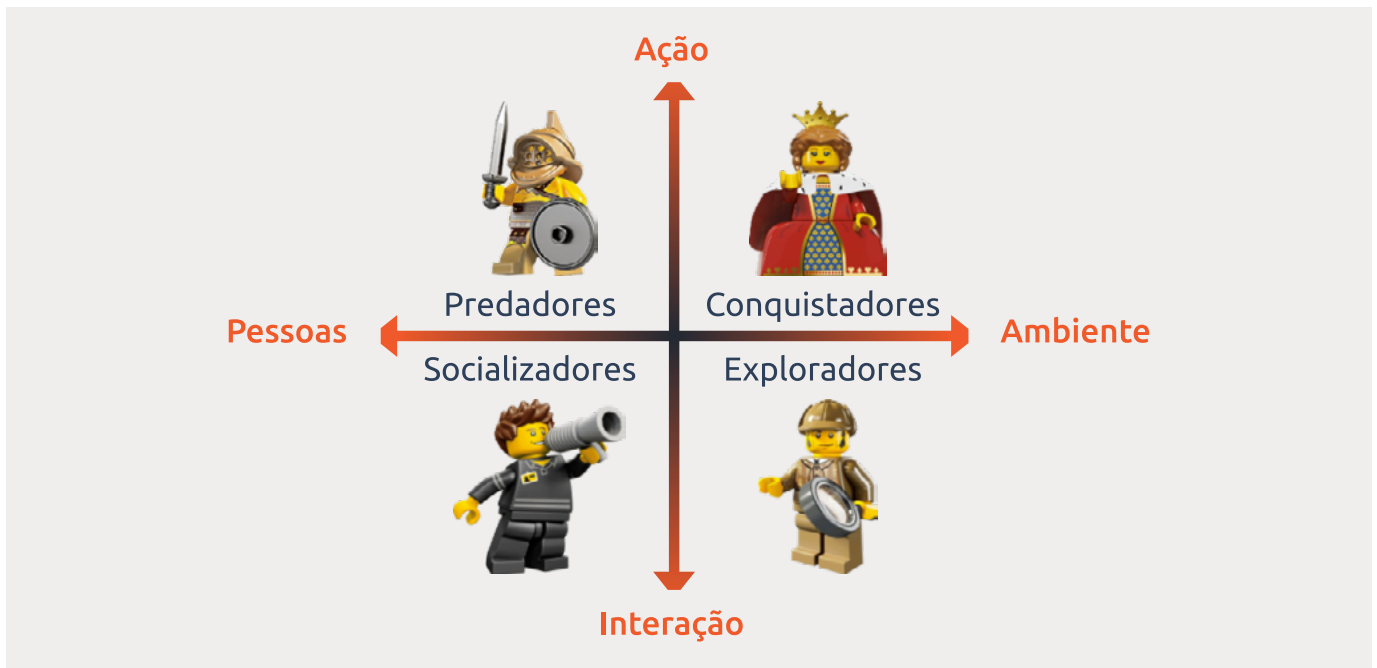 Ação
Predadores
Conquistadores
Pessoas
Ambiente
Socializadores
Exploradores
Interação